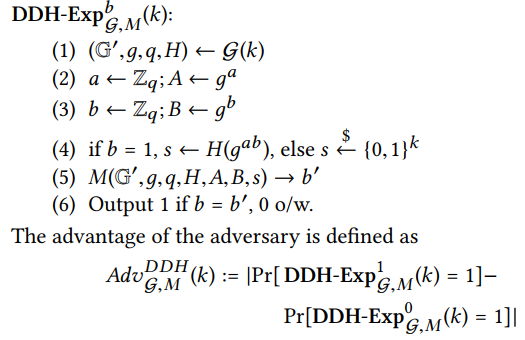 DDH-Exp^b_{𝒢,M}(k):
(1) (𝔾′,g,q,H) ← 𝒢(k)
(2) a ← ℤ_q; A ← g^a
(3) b ← ℤ_q; B ← g^b
(4) if b = 1, s ← H(g^{ab}), else s ←^$ {0,1}^k
(5) M(𝔾′,g,q,H,A,B,s) → b′
(6) Output 1 if b = b′, 0 o/w.
The advantage of the adversary is defined as
Adv^{DDH}_{𝒢,M}(k) := |Pr[ DDH-Exp^1_{𝒢,M}(k) = 1]−
Pr[DDH-Exp^0_{𝒢,M}(k) = 1]|